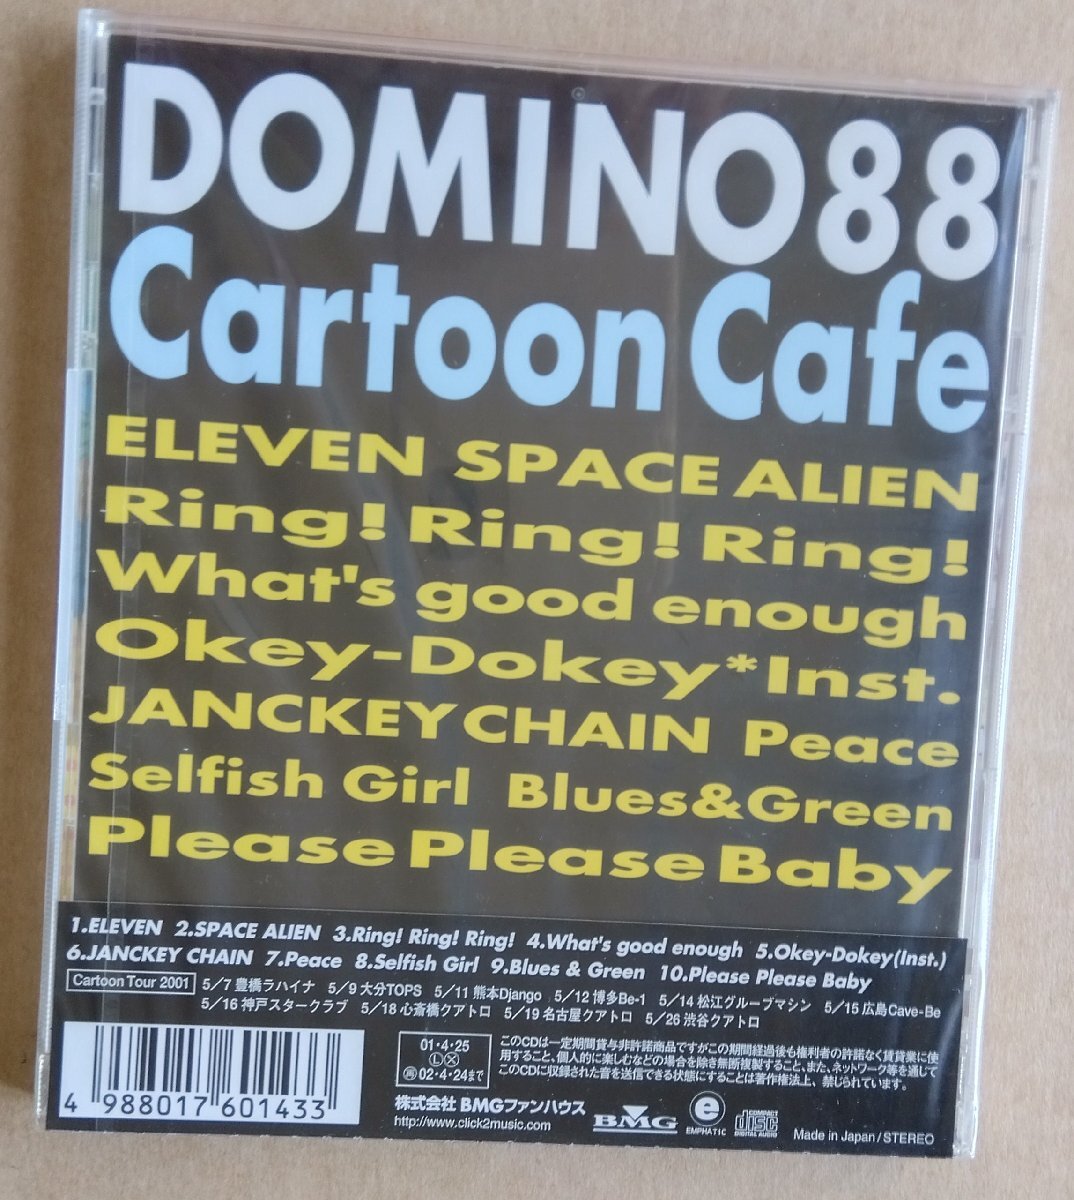 DOMINO88
Cartoon Cafe
ELEVEN SPACE ALIEN
Ring! Ring! Ring!
What's good enough
Okey-Dokey*Inst.
JANCKEY CHAIN Peace
Selfish Girl Blues&Green
Please Please Baby
1.ELEVEN 2.SPACE ALIEN 3.Ring! Ring! Ring! 4.What's good enough 5.Okey-Dokey(Inst.)
6.JANCKEY CHAIN 7.Peace 8.Selfish Girl 9.Blues & Green 10.Please Please Baby
Cartoon Tour 2001 5/7 豊橋ラハイナ 5/9 大分TOPS 5/11 熊本Django 5/12 博多Be-1 5/14 松江グルーブマシン 5/15 広島Cave-Be
5/16 神戸スタークラブ 5/18 心斎橋クアトロ 5/19 名古屋クアトロ 5/26 渋谷クアトロ
4 988017 601433
01・4・25
Ⓛ Ⓧ
再 02・4・24まで
このCDは一定期間貸与非許諾商品ですがこの期間経過後も権利者の許諾なく賃貸業に使
用すること、個人的に楽しむなどの場合を除き無断複製すること、また、ネットワーク等を通じて
このCDに収録された音を送信できる状態にすることは著作権法上、禁じられています。
株式会社 BMGファンハウス
http://www.click2music.com
BMG
e
EMPHATIC
COMPACT
disc
DIGITAL AUDIO
Made in Japan/STEREO